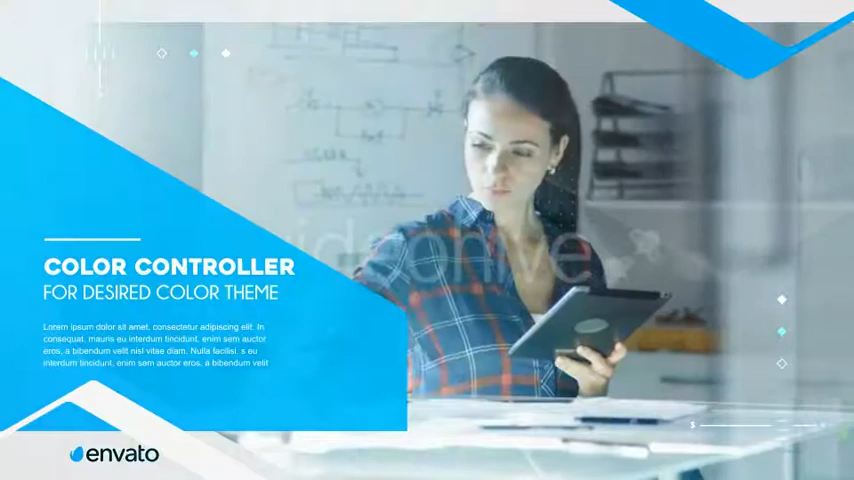 COLOR CONTROLLER
FOR DESIRED COLOR THEME
Lorem ipsum dolor sit amet, consectetur adipiscing elit. In
consequat, mauris eu interdum tincidunt, enim sem auctor
eros, a bibendum velit nisl vitae diam. Nulla facilisi. s eu
interdum tincidunt, enim sem auctor eros, a bibendum velit
videohive
$
envato